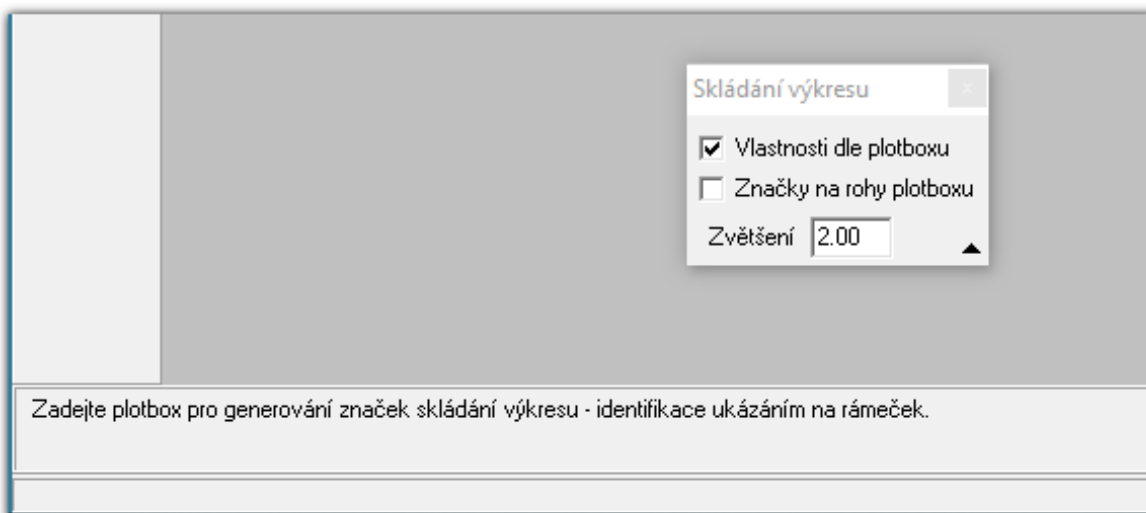 Skládání výkresu
Vlastnosti dle plotboxu
Značky na rohy plotboxu
Zvětšení 2.00
Zadejte plotbox pro generování značek skládání výkresu - identifikace ukázáním na rámeček.